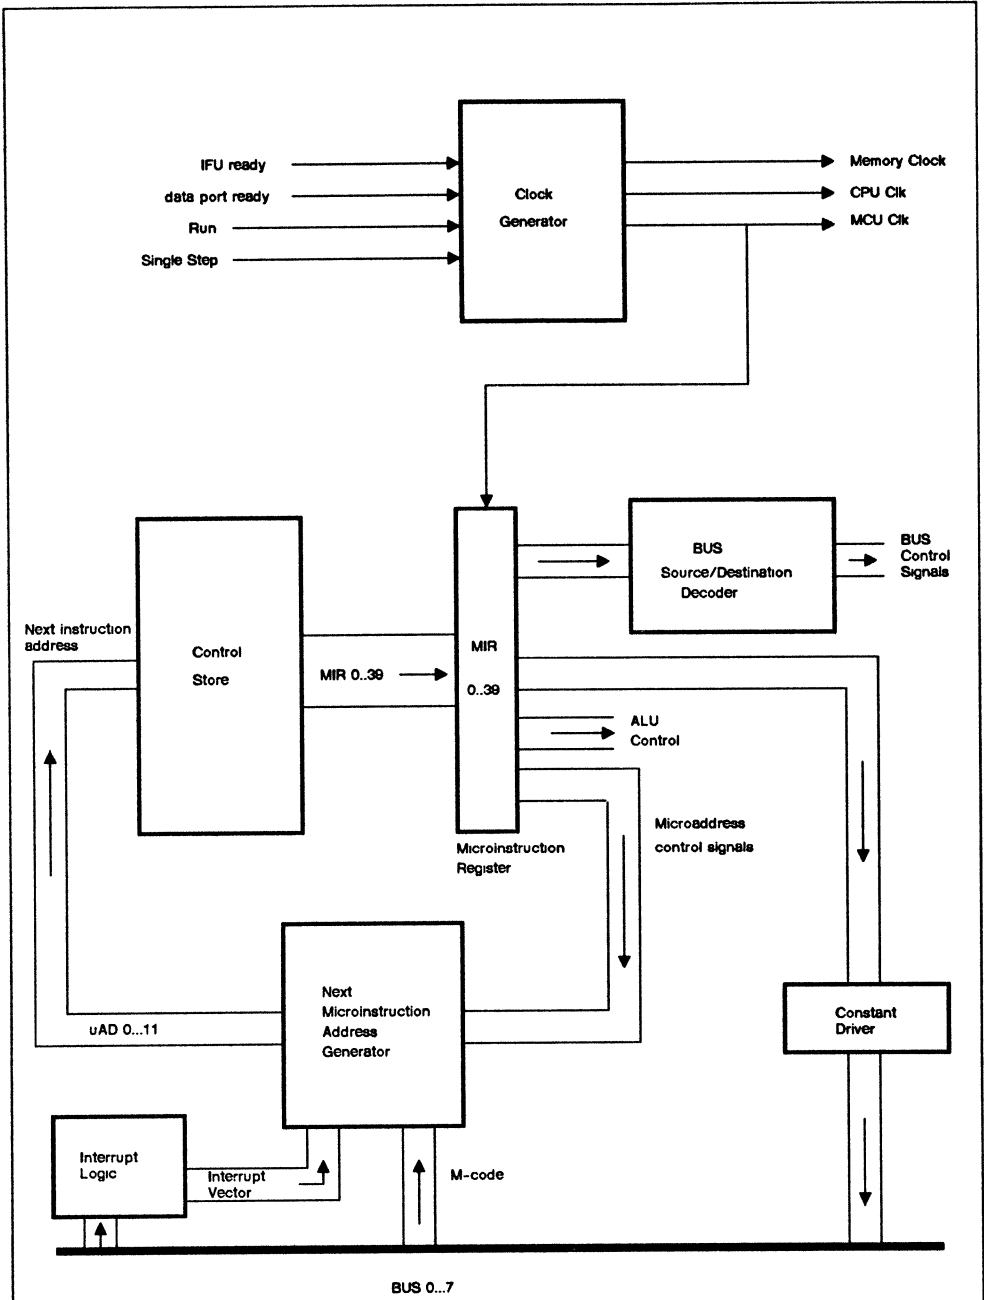 IFU ready
data port ready
Run
Single Step
Clock
Generator
Memory Clock
CPU Clk
MCU Clk
BUS
Source/Destination
Decoder
BUS
Control
Signals
Next instruction
address
Control
Store
MIR 0..39
MIR
0..39
ALU
Control
Microinstruction
Register
Microaddress
control signals
Next
Microinstruction
Address
Generator
uAD 0...11
Constant
Driver
Interrupt
Logic
Interrupt
Vector
M-code
BUS 0...7